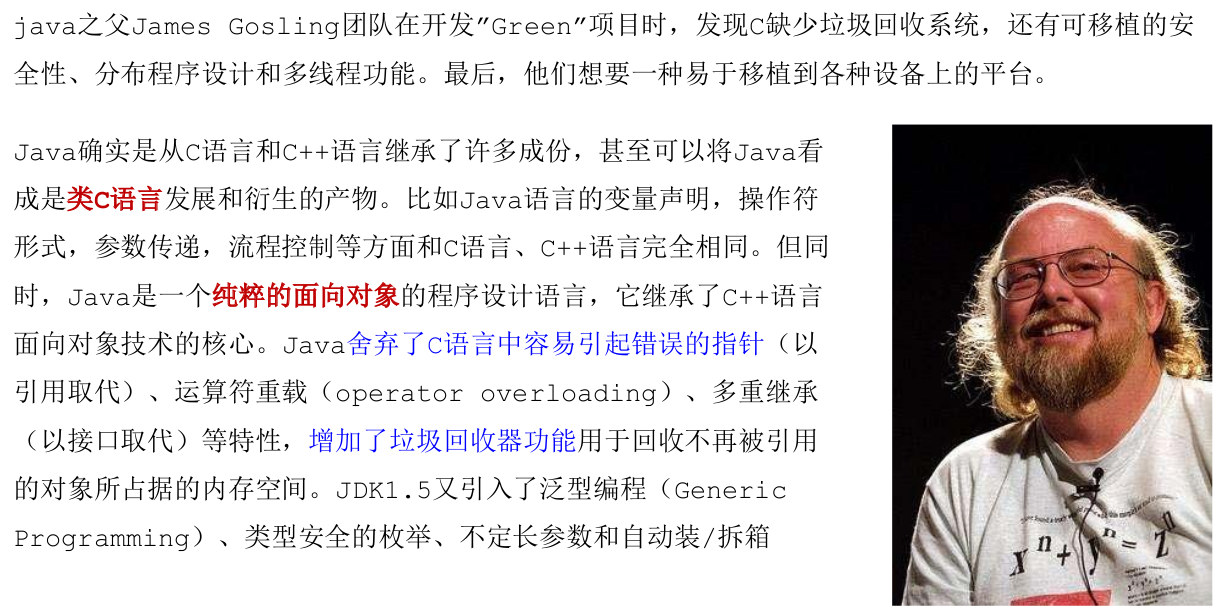 java之父James Gosling团队在开发”Green”项目时，发现C缺少垃圾回收系统，还有可移植的安
全性、分布程序设计和多线程功能。最后，他们想要一种易于移植到各种设备上的平台。
Java确实是从C语言和C++语言继承了许多成份，甚至可以将Java看
成是类C语言发展和衍生的产物。比如Java语言的变量声明，操作符
形式，参数传递，流程控制等方面和C语言、C++语言完全相同。但同
时，Java是一个纯粹的面向对象的程序设计语言，它继承了C++语言
面向对象技术的核心。Java舍弃了C语言中容易引起错误的指针（以
引用取代）、运算符重载（operator overloading）、多重继承
（以接口取代）等特性，增加了垃圾回收器功能用于回收不再被引用
的对象所占据的内存空间。JDK1.5又引入了泛型编程（Generic
Programming）、类型安全的枚举、不定长参数和自动装/拆箱
xⁿ+yⁿ=zⁿ